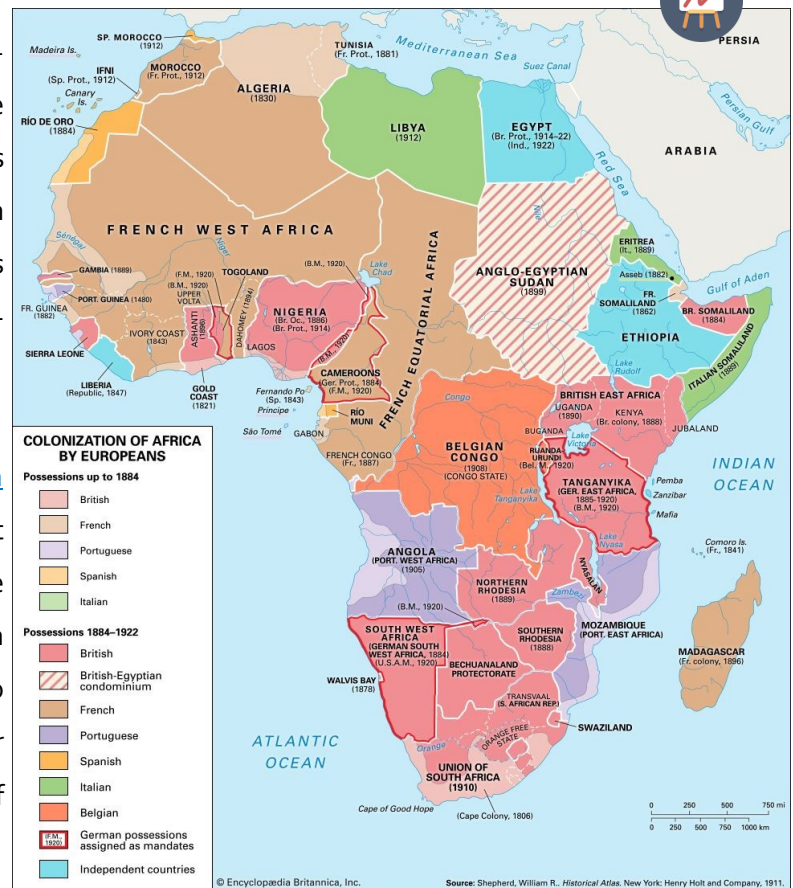 PERSIA
SP. MOROCCO
(1912)
Madeira Is.
TUNISIA
(Fr. Prot., 1881)
Mediterranean Sea
Suez Canal
IFNI
(Sp. Prot., 1912)
MOROCCO
(Fr. Prot., 1912)
Canary
Is.
ALGERIA
(1830)
Persian Gulf
RÍO DE ORO
(1884)
LIBYA
(1912)
EGYPT
(Br. Prot., 1914–22)
(Ind., 1922)
ARABIA
Red Sea
Nile
FRENCH WEST AFRICA
Sénégal
Niger
GAMBIA (1889)
PORT. GUINEA (1480)
FR. GUINEA
(1882)
(F.M., 1920)
(B.M., 1920)
UPPER
VOLTA
TOGOLAND
(B.M., 1920)
Lake
Chad
ANGLO-EGYPTIAN
SUDAN
(1899)
ERITREA
(It., 1889)
Asseb (1882)
Gulf of Aden
FR.
SOMALILAND
(1862)
BR. SOMALILAND
(1884)
IVORY COAST
(1843)
ASHANTI
(1896)
DAHOMEY (1894)
NIGERIA
(Br. Oc., 1886)
(Br. Prot., 1914)
LAGOS
(B.M., 1920)
FRENCH EQUATORIAL AFRICA
ETHIOPIA
ITALIAN SOMALILAND
(1889)
SIERRA LEONE
LIBERIA
(Republic, 1847)
GOLD
COAST
(1821)
CAMEROONS
(Ger. Prot., 1884)
(F.M., 1920)
Lake
Rudolf
Fernando Po
(Sp. 1843)
Príncipe
São Tomé
RÍO
MUNI
GABON
FRENCH CONGO
(Fr., 1887)
Congo
BELGIAN
CONGO
(1908)
(CONGO STATE)
BRITISH EAST AFRICA
UGANDA
(1890)
KENYA
(Br. colony, 1888)
BUGANDA
Lake
Victoria
JUBALAND
RUANDA-
URUNDI
(Bel. M., 1920)
TANGANYIKA
(GER. EAST AFRICA,
1885-1920)
(B.M., 1920)
Pemba
Zanzibar
Mafia
Lake
Tanganyika
INDIAN
OCEAN
Lake
Nyasa
Comoro Is.
(Fr., 1841)
ANGOLA
(PORT. WEST AFRICA)
(1905)
NORTHERN
RHODESIA
(1889)
NYASALAN
Zambezi
(B.M., 1920)
MOZAMBIQUE
(PORT. EAST AFRICA)
SOUTH WEST
AFRICA
(GERMAN SOUTH
WEST AFRICA, 1884)
(U.S.A.M., 1920)
SOUTHERN
RHODESIA
(1888)
MADAGASCAR
(Fr. colony, 1896)
WALVIS BAY
(1878)
BECHUANALAND
PROTECTORATE
TRANSVAAL
(S. AFRICAN REP.)
SWAZILAND
ATLANTIC
OCEAN
Orange
ORANGE FREE
STATE
UNION OF
SOUTH AFRICA
(1910)
Cape of Good Hope
(Cape Colony, 1806)
COLONIZATION OF AFRICA
BY EUROPEANS
Possessions up to 1884
British
French
Portuguese
Spanish
Italian
Possessions 1884–1922
British
British-Egyptian
condominium
French
Portuguese
Spanish
Italian
Belgian
(F.M.,
1920)
German possessions
assigned as mandates
Independent countries
0 250 500 750 mi
0 250 500 750 1000 km
© Encyclopædia Britannica, Inc.
Source: Shepherd, William R.. Historical Atlas. New York: Henry Holt and Company, 1911.